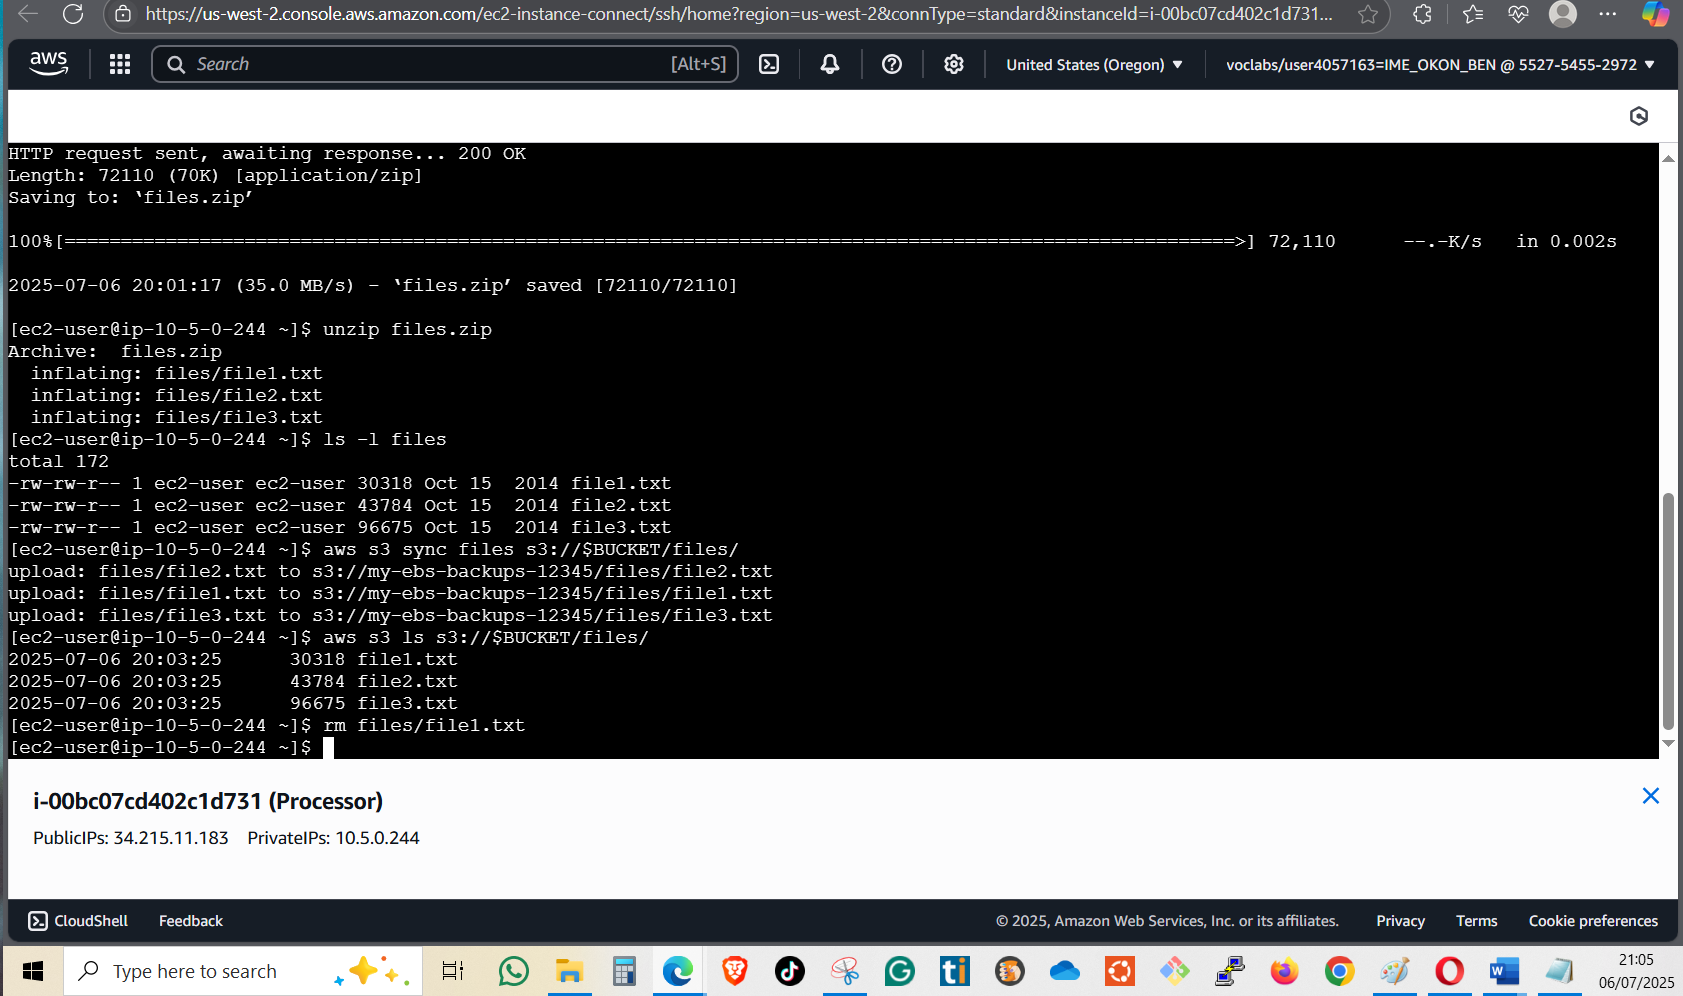 https://us-west-2.console.aws.amazon.com/ec2-instance-connect/ssh/home?region=us-west-2&connType=standard&instanceId=i-00bc07cd402c1d731...
aws
Search
[Alt+S]
United States (Oregon)
voclabs/user4057163=IME_OKON_BEN @ 5527-5455-2972
HTTP request sent, awaiting response... 200 OK
Length: 72110 (70K) [application/zip]
Saving to: ‘files.zip’
100%[========================================================================================================>] 72,110      --.-K/s   in 0.002s
2025-07-06 20:01:17 (35.0 MB/s) - ‘files.zip’ saved [72110/72110]
[ec2-user@ip-10-5-0-244 ~]$ unzip files.zip
Archive:  files.zip
  inflating: files/file1.txt
  inflating: files/file2.txt
  inflating: files/file3.txt
[ec2-user@ip-10-5-0-244 ~]$ ls -l files
total 172
-rw-rw-r-- 1 ec2-user ec2-user 30318 Oct 15  2014 file1.txt
-rw-rw-r-- 1 ec2-user ec2-user 43784 Oct 15  2014 file2.txt
-rw-rw-r-- 1 ec2-user ec2-user 96675 Oct 15  2014 file3.txt
[ec2-user@ip-10-5-0-244 ~]$ aws s3 sync files s3://$BUCKET/files/
upload: files/file2.txt to s3://my-ebs-backups-12345/files/file2.txt
upload: files/file1.txt to s3://my-ebs-backups-12345/files/file1.txt
upload: files/file3.txt to s3://my-ebs-backups-12345/files/file3.txt
[ec2-user@ip-10-5-0-244 ~]$ aws s3 ls s3://$BUCKET/files/
2025-07-06 20:03:25      30318 file1.txt
2025-07-06 20:03:25      43784 file2.txt
2025-07-06 20:03:25      96675 file3.txt
[ec2-user@ip-10-5-0-244 ~]$ rm files/file1.txt
[ec2-user@ip-10-5-0-244 ~]$
i-00bc07cd402c1d731 (Processor)
PublicIPs: 34.215.11.183    PrivateIPs: 10.5.0.244
CloudShell
Feedback
© 2025, Amazon Web Services, Inc. or its affiliates.
Privacy
Terms
Cookie preferences
Type here to search
21:05
06/07/2025